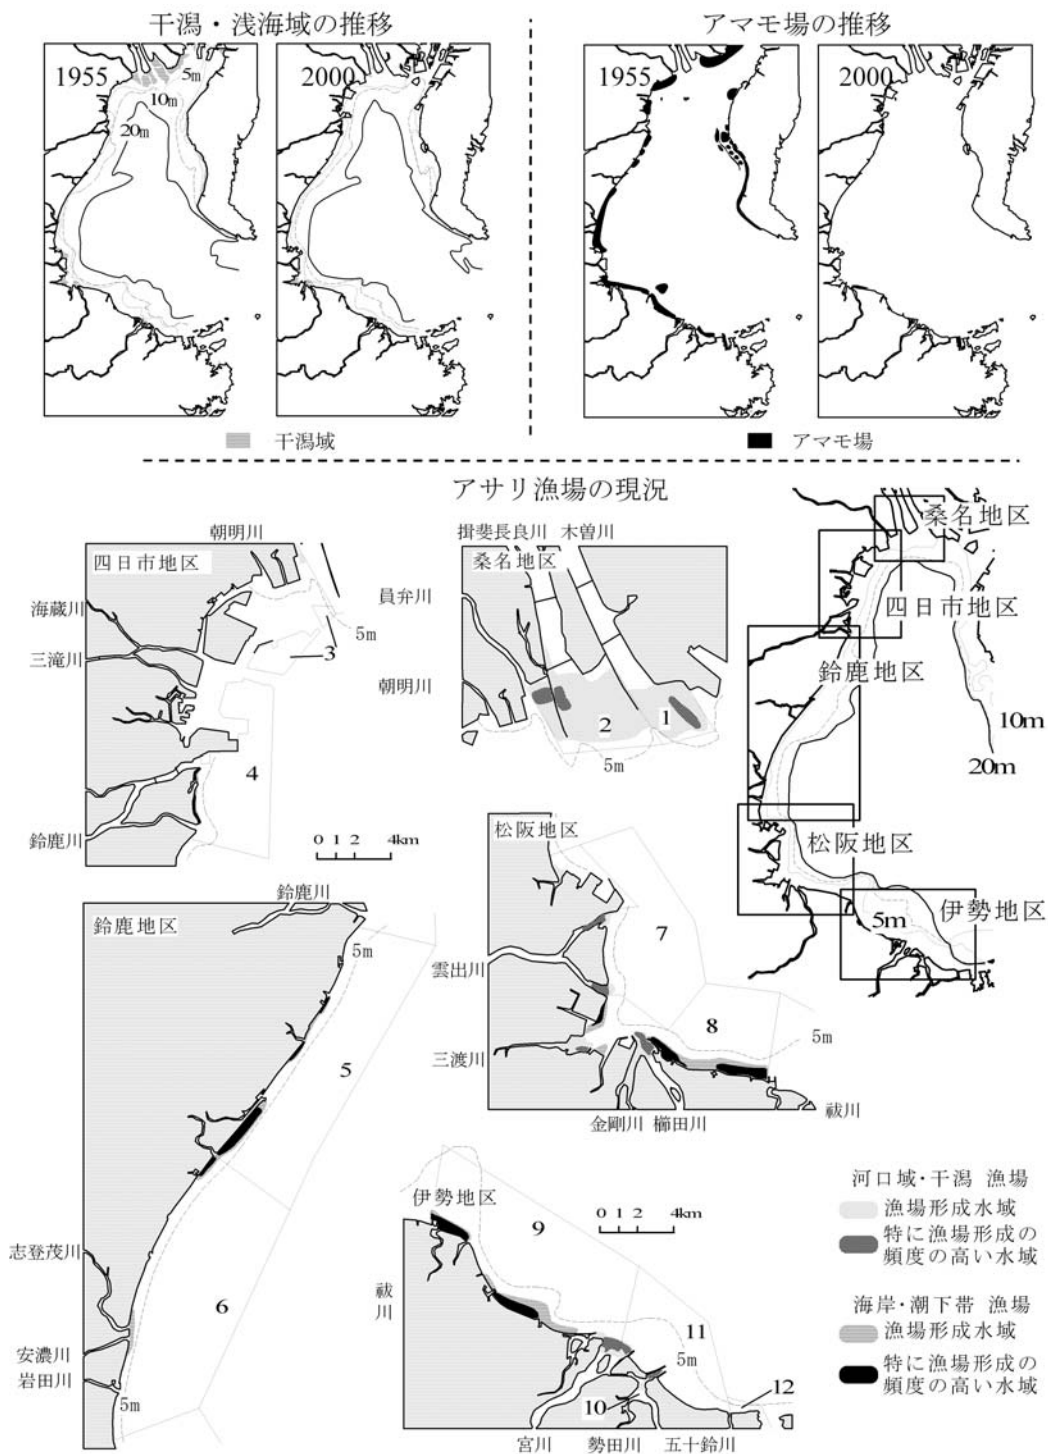 干潟・浅海域の推移
アマモ場の推移
1955
5m
10m
20m
2000
1955
2000
干潟域
アマモ場
アサリ漁場の現況
朝明川
四日市地区
海蔵川
三滝川
鈴鹿川
3
4
5m
0 1 2 4km
揖斐長良川 木曽川
桑名地区
員弁川
朝明川
1
2
5m
桑名地区
四日市地区
鈴鹿地区
10m
20m
松阪地区
伊勢地区
5m
鈴鹿川
鈴鹿地区
5m
5
6
志登茂川
安濃川
岩田川
5m
松阪地区
7
雲出川
8
5m
三渡川
金剛川 櫛田川
祓川
伊勢地区
9
0 1 2 4km
祓川
11
5m
10
12
宮川 勢田川 五十鈴川
河口域・干潟 漁場
漁場形成水域
特に漁場形成の
頻度の高い水域
海岸・潮下帯 漁場
漁場形成水域
特に漁場形成の
頻度の高い水域